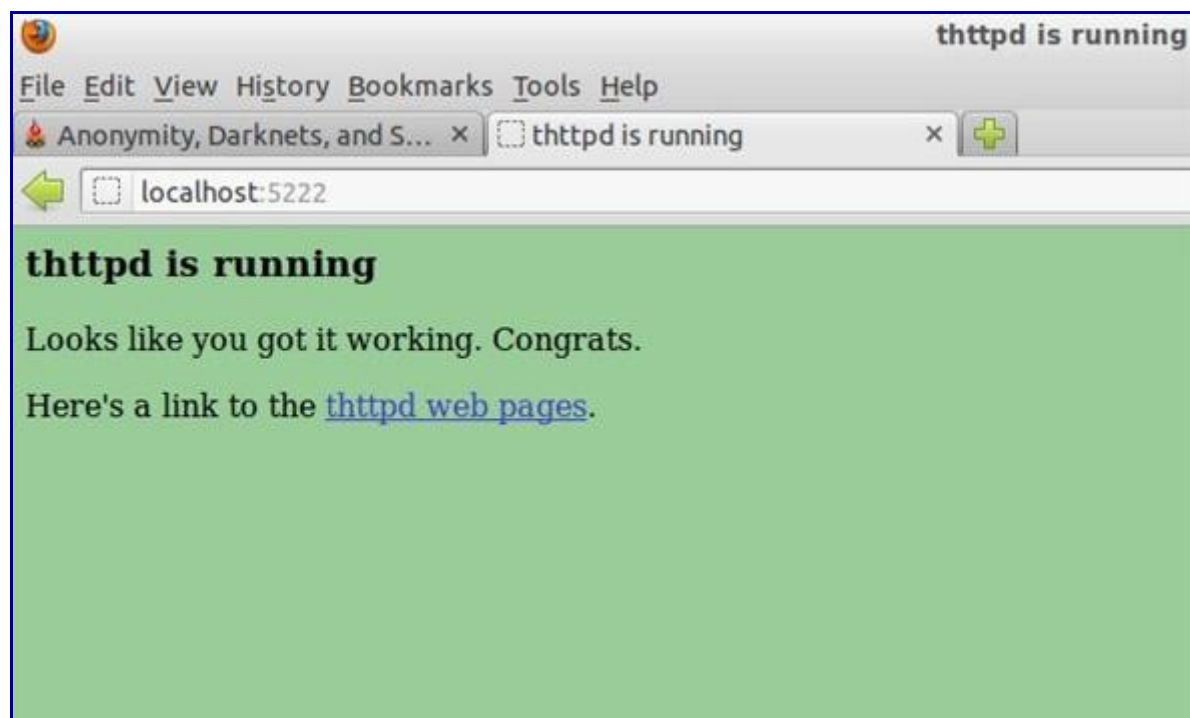 thttpd is running
File Edit View History Bookmarks Tools Help
Anonymity, Darknets, and S... × thttpd is running ×
localhost:5222
thttpd is running
Looks like you got it working. Congrats.
Here's a link to the thttpd web pages.